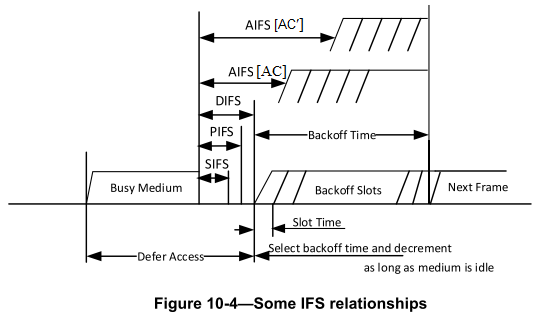 AIFS [AC′]
AIFS [AC]
DIFS
PIFS
Backoff Time
SIFS
Busy Medium
Backoff Slots
Next Frame
Slot Time
Defer Access
Select backoff time and decrement
as long as medium is idle
Figure 10-4—Some IFS relationships